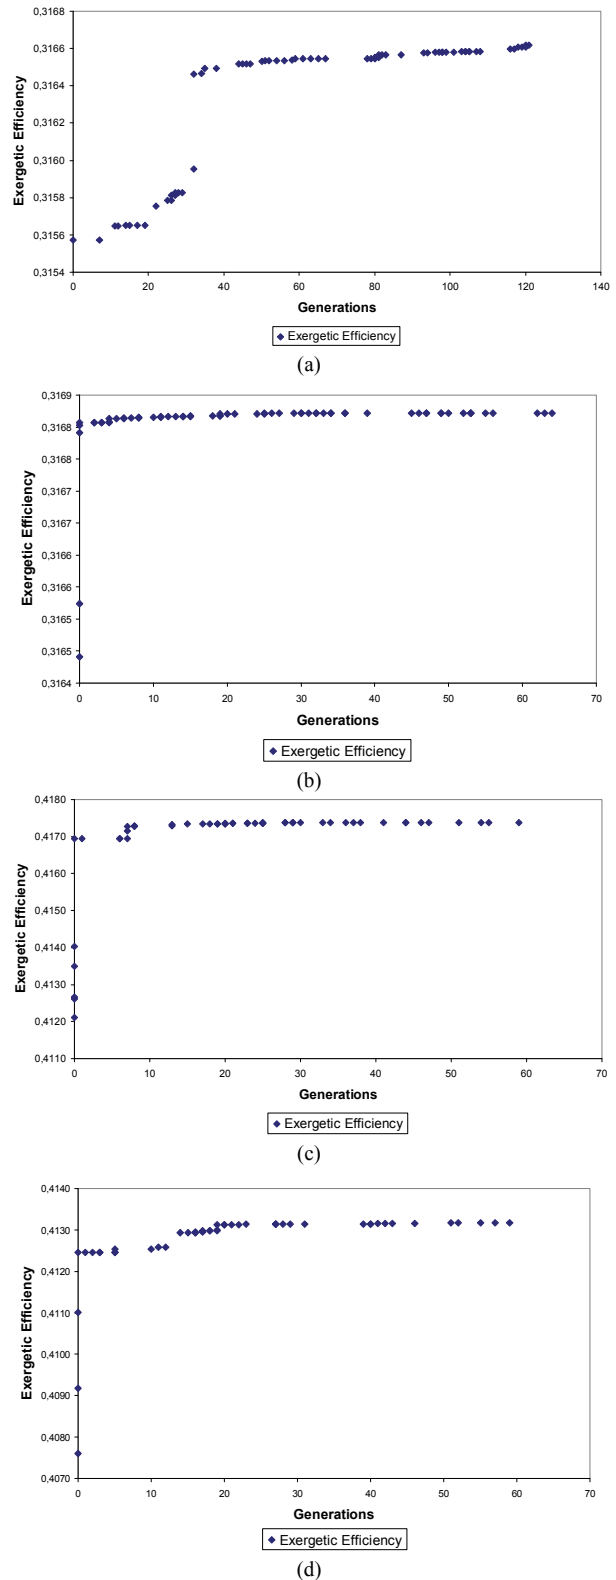 0,3168
0,3166
0,3164
0,3162
0,3160
0,3158
0,3156
0,3154
Exergetic Efficiency
0 20 40 60 80 100 120 140
Generations
Exergetic Efficiency
(a)
0,3169
0,3168
0,3168
0,3167
0,3167
0,3166
0,3166
0,3165
0,3165
0,3164
Exergetic Efficiency
0 10 20 30 40 50 60 70
Generations
Exergetic Efficiency
(b)
0,4180
0,4170
0,4160
0,4150
0,4140
0,4130
0,4120
0,4110
Exergetic Efficiency
0 10 20 30 40 50 60 70
Generations
Exergetic Efficiency
(c)
0,4140
0,4130
0,4120
0,4110
0,4100
0,4090
0,4080
0,4070
Exergetic Efficiency
0 10 20 30 40 50 60 70
Generations
Exergetic Efficiency
(d)